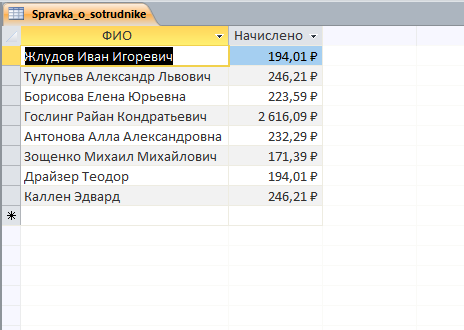 Spravka_o_sotrudnike
ФИО Начислено
Жлудов Иван Игоревич 194,01 ₽
Тулупьев Александр Львович 246,21 ₽
Борисова Елена Юрьевна 223,59 ₽
Гослинг Райан Кондратьевич 2 616,09 ₽
Антонова Алла Александровна 232,29 ₽
Зощенко Михаил Михайлович 171,39 ₽
Драйзер Теодор 194,01 ₽
Каллен Эдвард 246,21 ₽